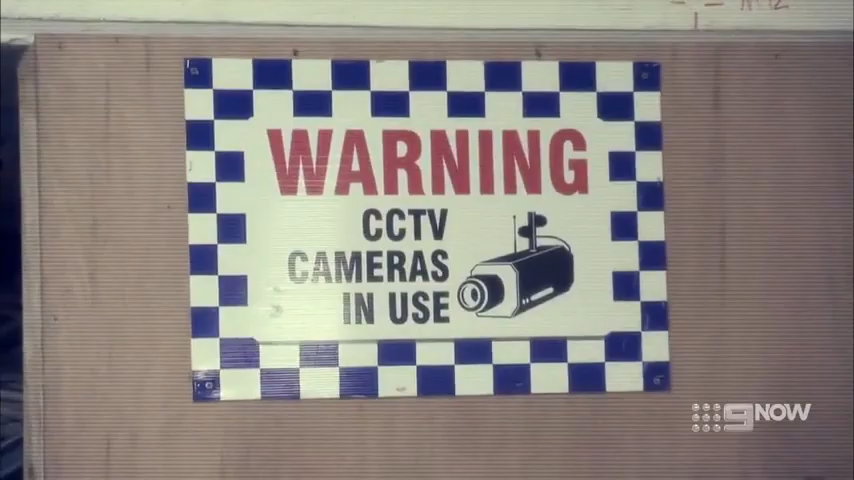 WARNING
CCTV
CAMERAS
IN USE
9NOW